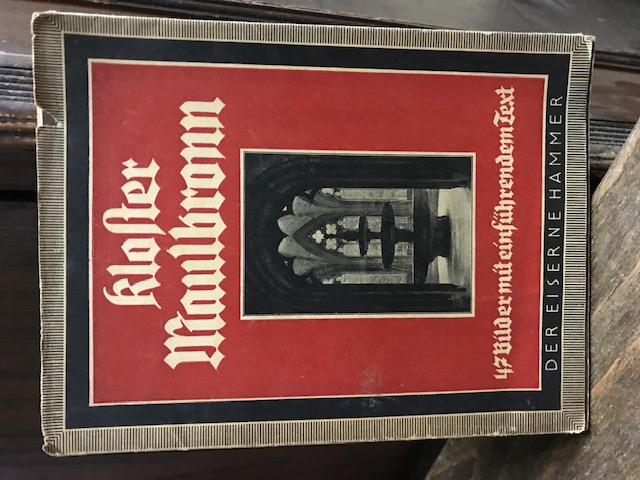 Kloster
Maulbronn
47 Bilder mit einführendem Text
DER EISERNE HAMMER